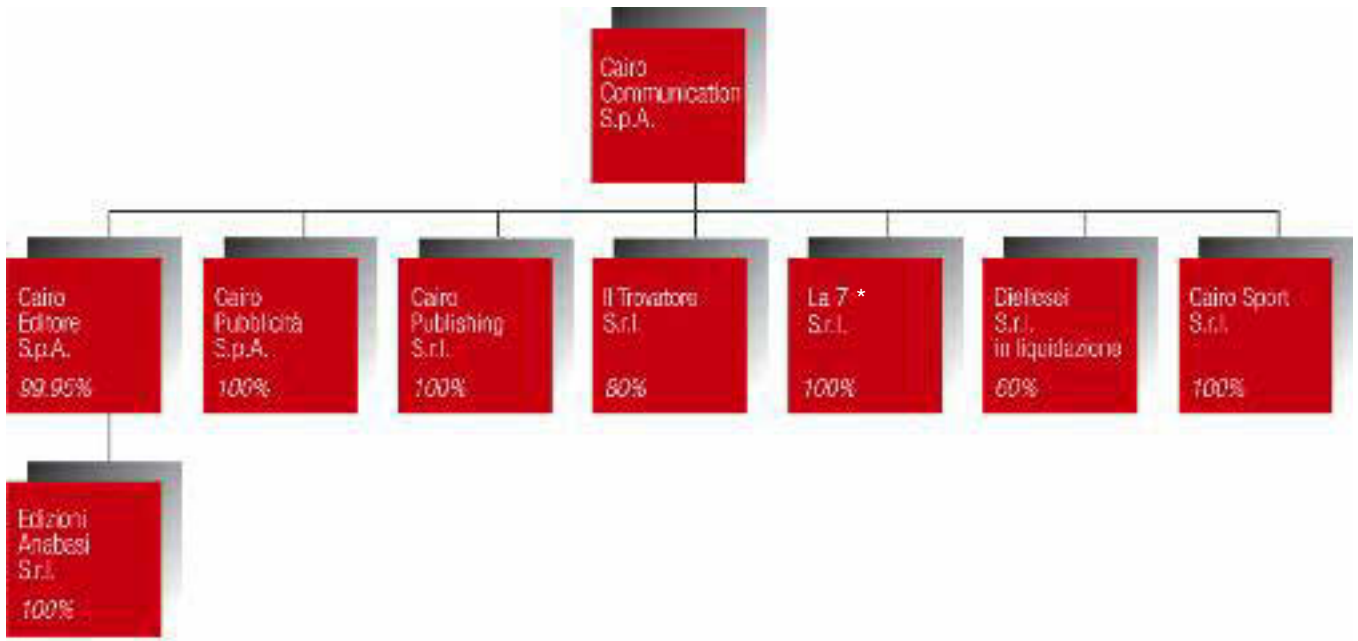 Cairo
Communication
S.p.A.
Cairo
Editore
S.p.A.
99.95%
Cairo
Pubblicità
S.p.A.
100%
Cairo
Publishing
S.r.l.
100%
Il Trovatore
S.r.l.
80%
La 7 *
S.r.l.
100%
Diellesei
S.r.l.
in liquidazione
60%
Cairo Sport
S.r.l.
100%
Edizioni
Anabasi
S.r.l.
100%